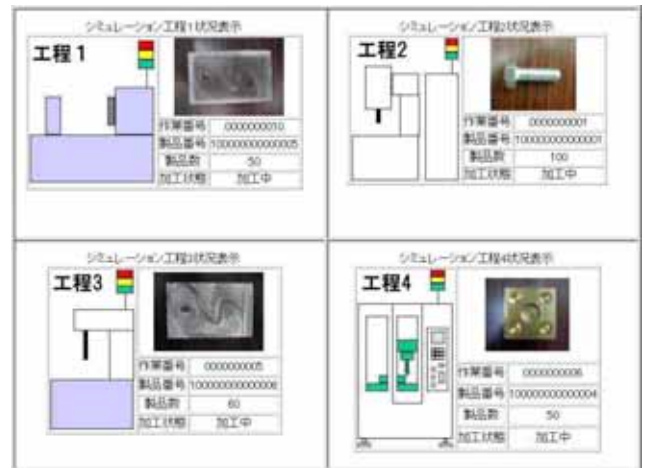 シミュレーション工程1状況表示
工程1
作業番号 0000000010
製品番号 10000000000005
製品数 50
加工状態 加工中
シミュレーション工程2状況表示
工程2
作業番号 0000000001
製品番号 10000000000001
製品数 100
加工状態 加工中
シミュレーション工程3状況表示
工程3
作業番号 0000000005
製品番号 10000000000006
製品数 60
加工状態 加工中
シミュレーション工程4状況表示
工程4
作業番号 0000000006
製品番号 10000000000004
製品数 50
加工状態 加工中